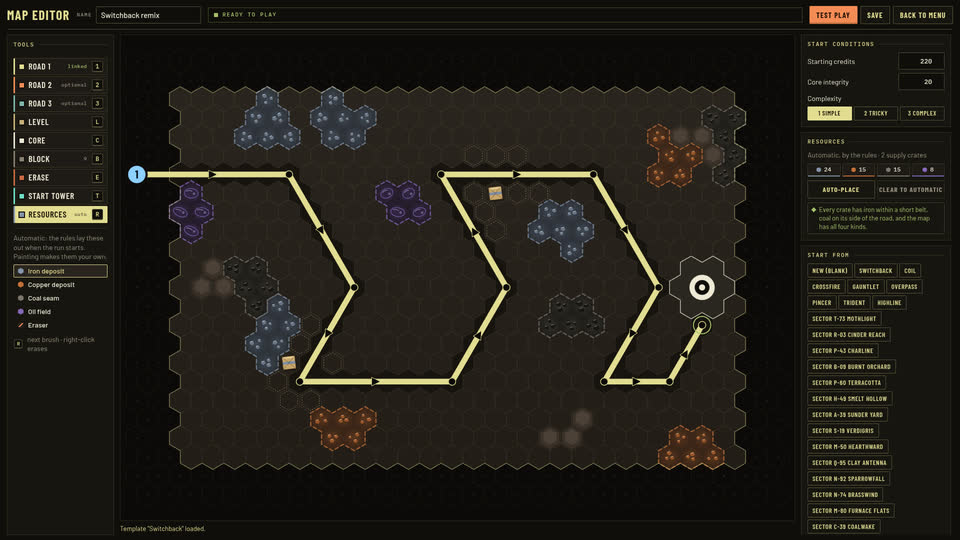 MAP EDITOR NAME Switchback remix READY TO PLAY TEST PLAY SAVE BACK TO MENU
TOOLS
ROAD 1 linked 1
ROAD 2 optional 2
ROAD 3 optional 3
LEVEL L
CORE C
BLOCK B
ERASE E
START TOWER T
RESOURCES auto R
Automatic: the rules lay these
out when the run starts.
Painting makes them your own.
Iron deposit
Copper deposit
Coal seam
Oil field
Eraser
R next brush · right-click
erases
1
Template "Switchback" loaded.
START CONDITIONS
Starting credits 220
Core integrity 20
Complexity
1 SIMPLE 2 TRICKY 3 COMPLEX
RESOURCES
Automatic, by the rules · 2 supply crates
24 15 15 8
AUTO-PLACE CLEAR TO AUTOMATIC
Every crate has iron within a short belt,
coal on its side of the road, and the map
has all four kinds.
START FROM
NEW (BLANK) SWITCHBACK COIL
CROSSFIRE GAUNTLET OVERPASS
PINCER TRIDENT HIGHLINE
SECTOR T-73 MOTHLIGHT
SECTOR R-03 CINDER REACH
SECTOR P-43 CHARLINE
SECTOR B-09 BURNT ORCHARD
SECTOR P-60 TERRACOTTA
SECTOR H-49 SMELT HOLLOW
SECTOR A-39 SUNDER YARD
SECTOR S-19 VERDIGRIS
SECTOR M-50 HEARTHWARD
SECTOR Q-95 CLAY ANTENNA
SECTOR N-92 SPARROWFALL
SECTOR N-74 BRASSWIND
SECTOR M-80 FURNACE FLATS
SECTOR C-39 COALWAKE